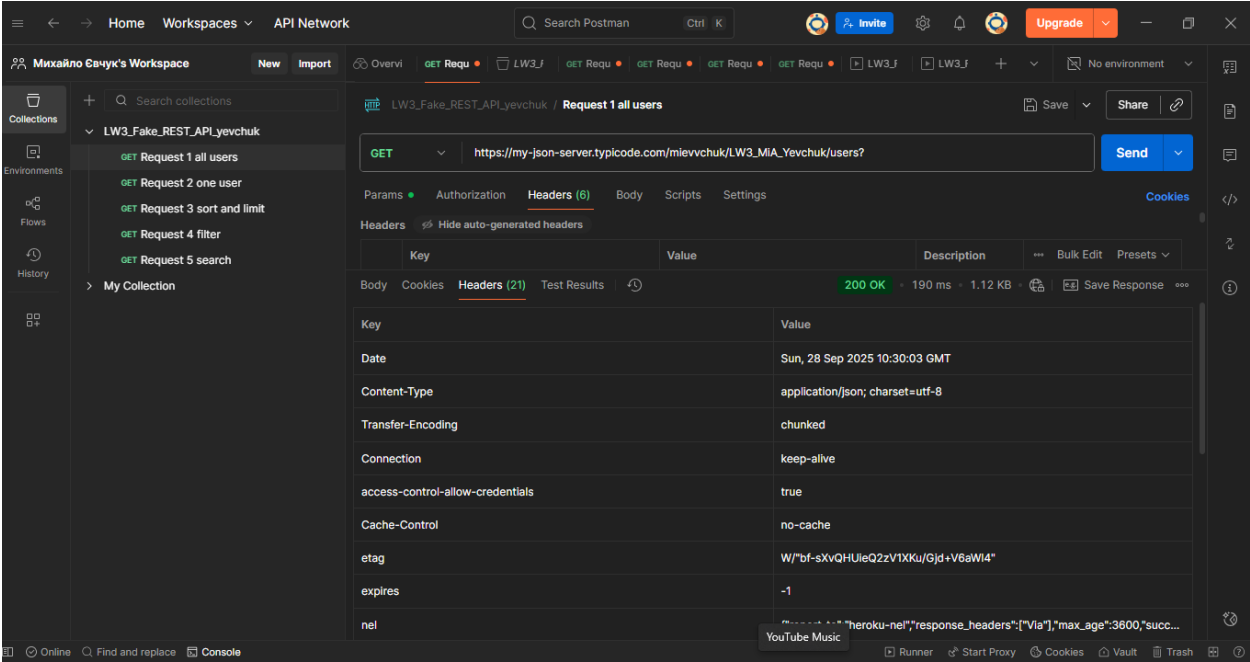 Home Workspaces API Network Search Postman Ctrl K Invite Upgrade
Михайло Євчук's Workspace New Import Overvi GET Requ LW3_F GET Requ GET Requ GET Requ GET Requ LW3_F LW3_F No environment
Collections
Environments
Flows
History
Search collections
LW3_Fake_REST_API_yevchuk
GET Request 1 all users
GET Request 2 one user
GET Request 3 sort and limit
GET Request 4 filter
GET Request 5 search
My Collection
HTTP LW3_Fake_REST_API_yevchuk / Request 1 all users Save Share
GET https://my-json-server.typicode.com/mievvchuk/LW3_MiA_Yevchuk/users? Send
Params Authorization Headers (6) Body Scripts Settings Cookies
Headers Hide auto-generated headers
Key Value Description Bulk Edit Presets
Body Cookies Headers (21) Test Results 200 OK 190 ms 1.12 KB Save Response
Key Value
Date Sun, 28 Sep 2025 10:30:03 GMT
Content-Type application/json; charset=utf-8
Transfer-Encoding chunked
Connection keep-alive
access-control-allow-credentials true
Cache-Control no-cache
etag W/"bf-sXvQHUieQ2zV1XKu/Gjd+V6aWI4"
expires -1
nel {"report_to":"heroku-nel","response_headers":["Via"],"max_age":3600,"succ...
YouTube Music
Online Find and replace Console Runner Start Proxy Cookies Vault Trash